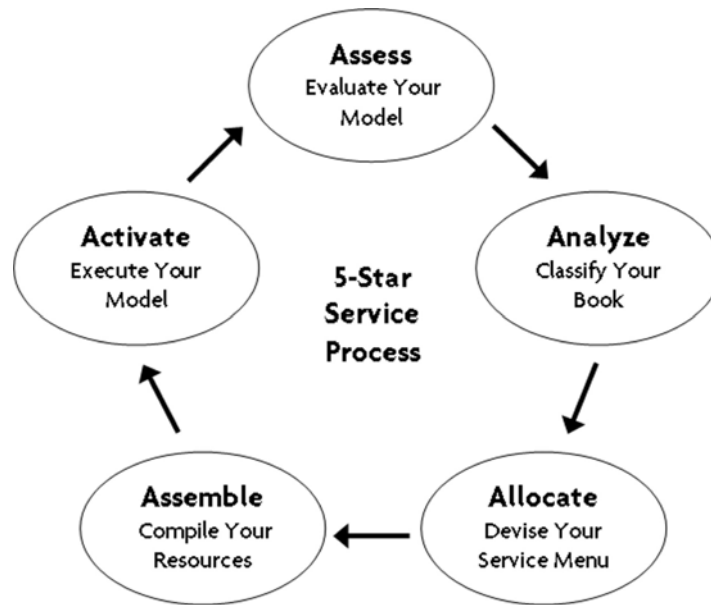 Assess
Evaluate Your
Model
Analyze
Classify Your
Book
Allocate
Devise Your
Service Menu
Assemble
Compile Your
Resources
Activate
Execute Your
Model
5-Star
Service
Process